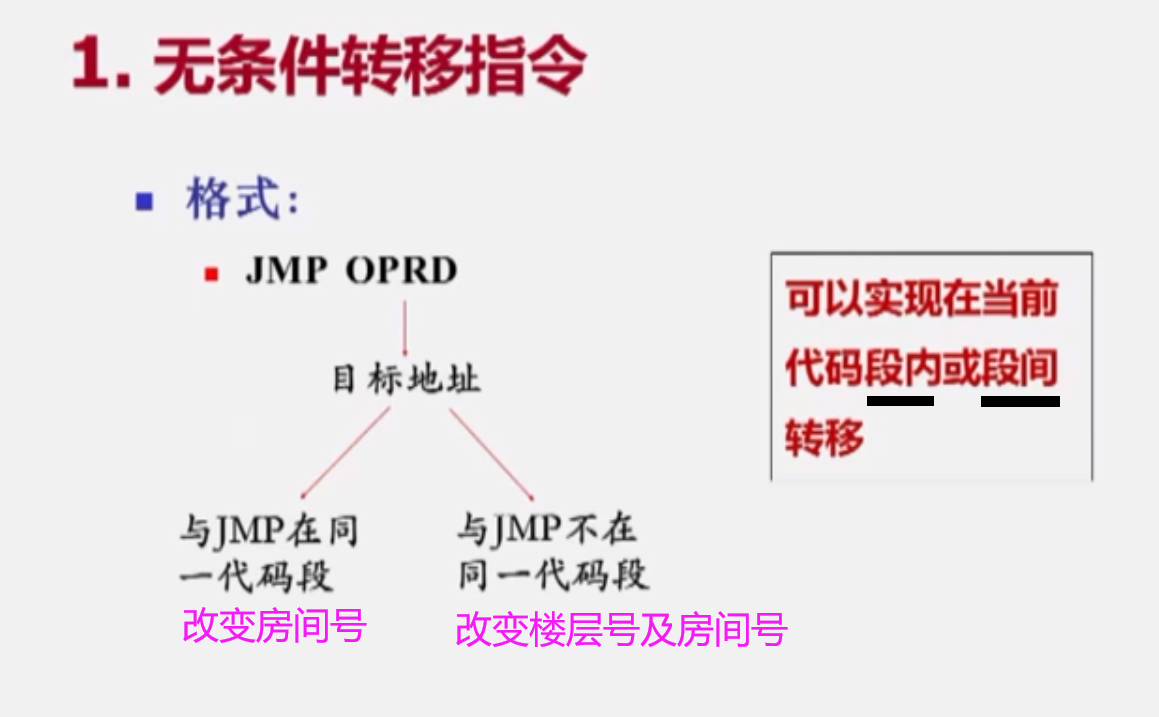 1. 无条件转移指令
格式：
JMP OPRD
目标地址
与JMP在同
一代码段
改变房间号
与JMP不在
同一代码段
改变楼层号及房间号
可以实现在当前
代码段内或段间
转移